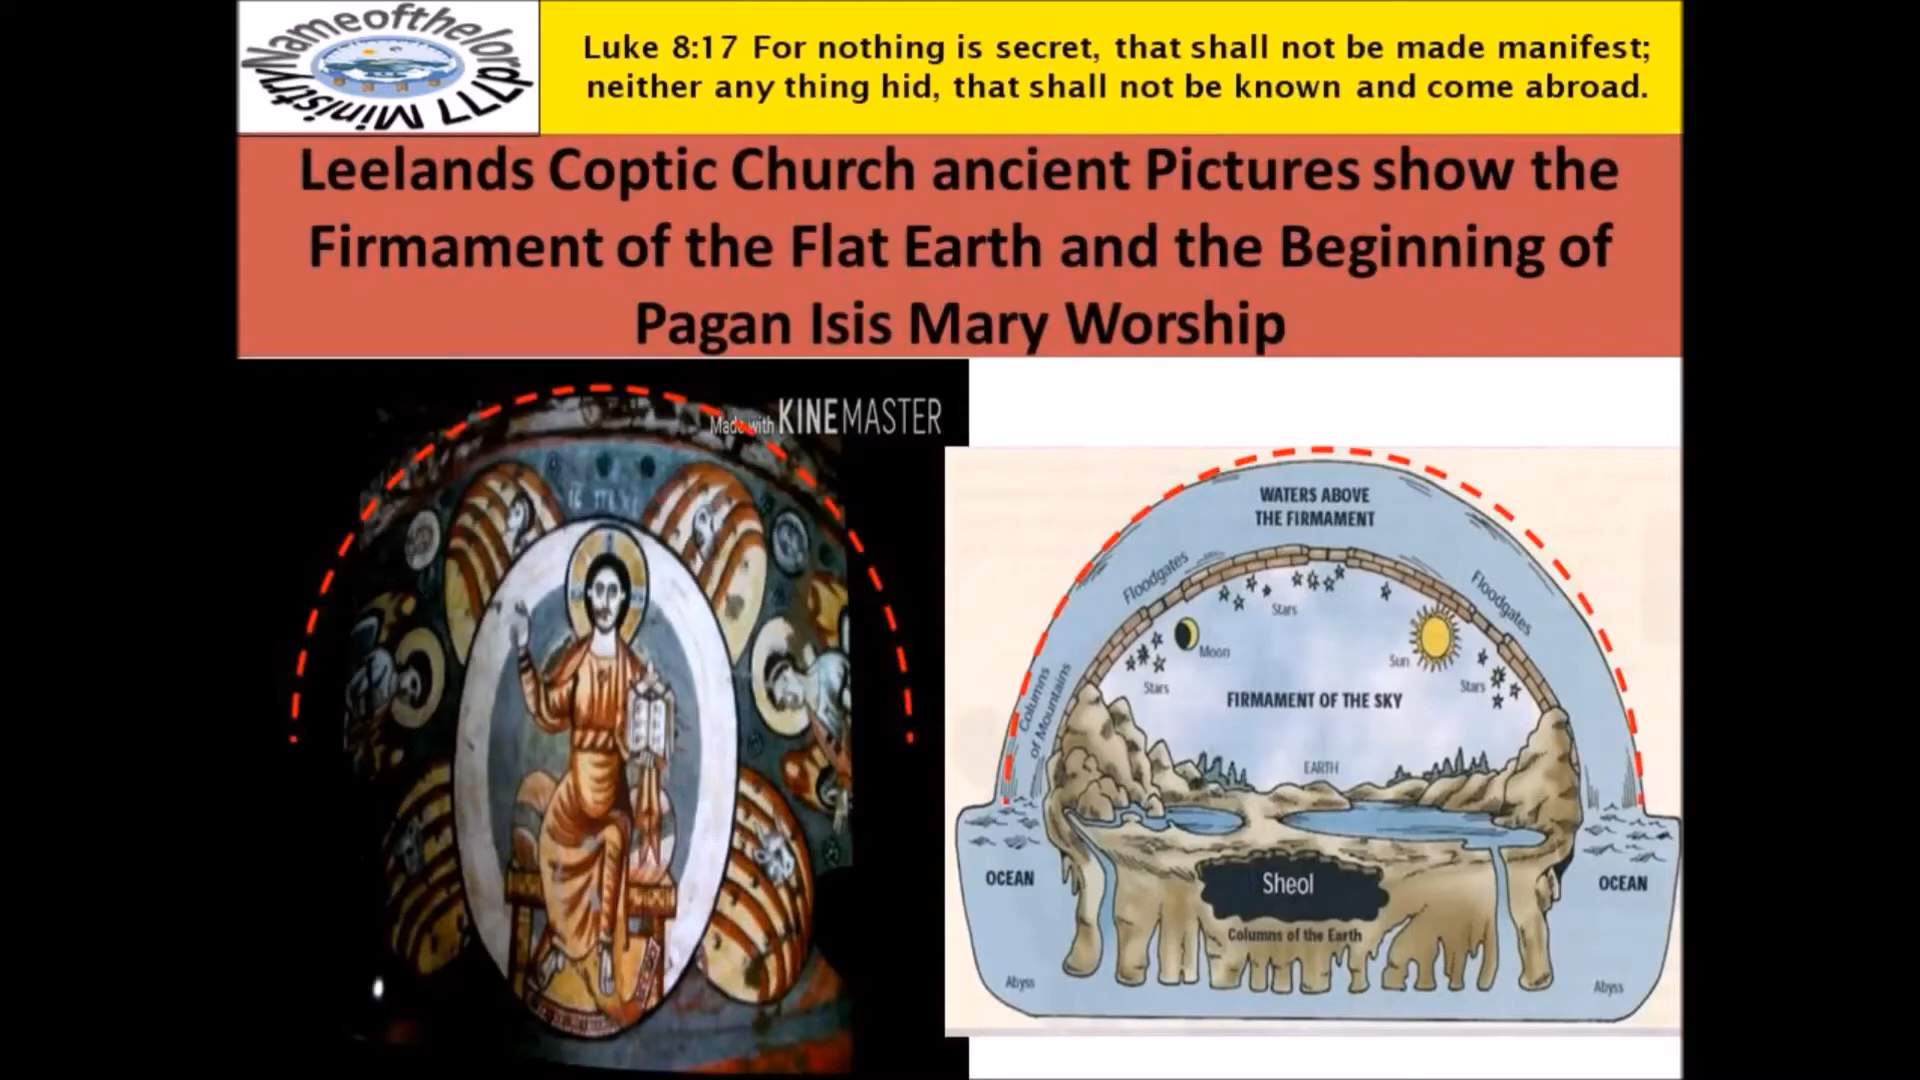 Nameofthelord777 Ministry
Luke 8:17 For nothing is secret, that shall not be made manifest;
neither any thing hid, that shall not be known and come abroad.
Leelands Coptic Church ancient Pictures show the
Firmament of the Flat Earth and the Beginning of
Pagan Isis Mary Worship
Made with KINEMASTER
WATERS ABOVE
THE FIRMAMENT
Floodgates
Floodgates
Stars
Moon
Sun
Stars
Stars
Columns
of Mountains
FIRMAMENT OF THE SKY
EARTH
OCEAN
Sheol
OCEAN
Columns of the Earth
Abyss
Abyss